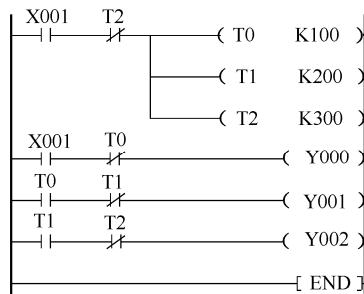 X001 T2
T0 K100
T1 K200
T2 K300
X001 T0
Y000
T0 T1
Y001
T1 T2
Y002
END